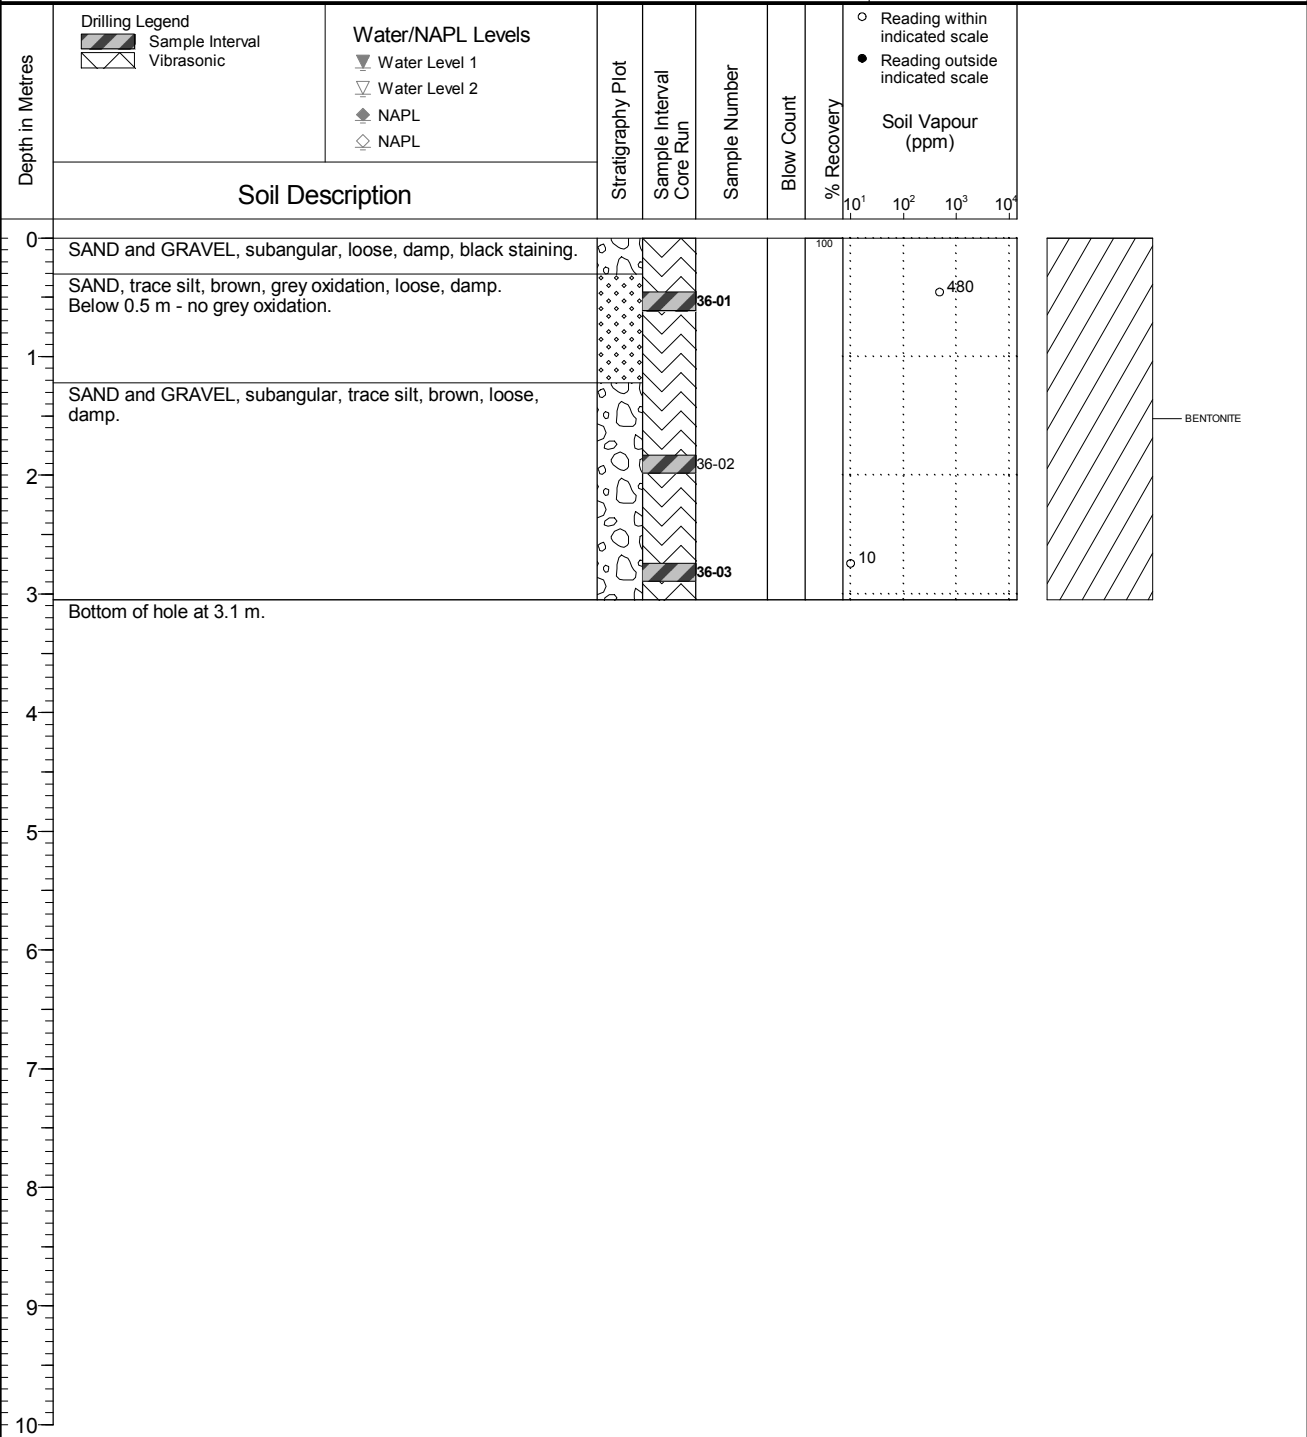 Depth in Metres
Drilling Legend
Sample Interval
Vibrasonic
Water/NAPL Levels
Water Level 1
Water Level 2
NAPL
NAPL
Soil Description
Stratigraphy Plot
Sample Interval
Core Run
Sample Number
Blow Count
% Recovery
Reading within
indicated scale
Reading outside
indicated scale
Soil Vapour
(ppm)
10¹ 10² 10³ 10⁴
0
SAND and GRAVEL, subangular, loose, damp, black staining.
100
SAND, trace silt, brown, grey oxidation, loose, damp.
Below 0.5 m - no grey oxidation.
36-01
480
1
SAND and GRAVEL, subangular, trace silt, brown, loose,
damp.
BENTONITE
36-02
2
10
36-03
3
Bottom of hole at 3.1 m.
4
5
6
7
8
9
10